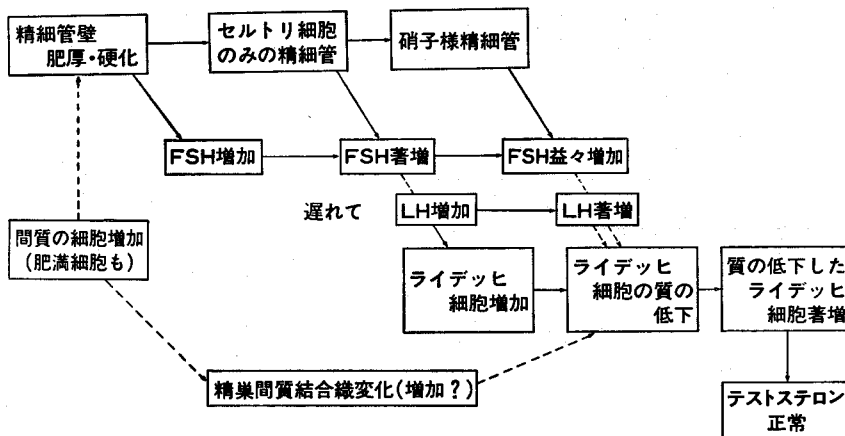 精細管壁
肥厚・硬化
セルトリ細胞
のみの精細管
硝子様精細管
FSH増加
FSH著増
FSH益々増加
遅れて
LH増加
LH著増
間質の細胞増加
(肥満細胞も)
ライデッヒ
細胞増加
ライデッヒ
細胞の質の
低下
質の低下した
ライデッヒ
細胞著増
精巣間質結合織変化(増加?)
テストステロン
正常